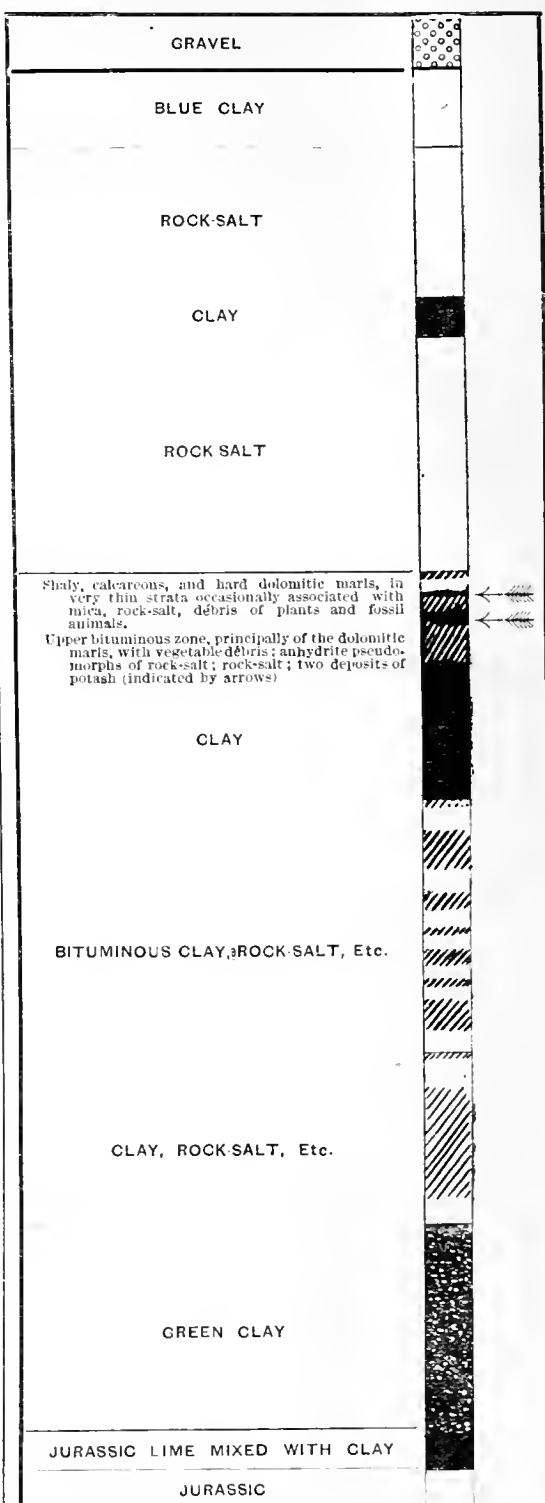 GRAVEL
BLUE CLAY
ROCK-SALT
CLAY
ROCK SALT
Shaly, calcareous, and hard dolomitic marls, in
very thin strata occasionally associated with
mica, rock-salt, débris of plants and fossil
animals.
Upper bituminous zone, principally of the dolomitic
marls, with vegetable débris; anhydrite pseudo-
morphs of rock-salt; rock-salt; two deposits of
potash (indicated by arrows)
CLAY
BITUMINOUS CLAY, ROCK-SALT, Etc.
CLAY, ROCK-SALT, Etc.
GREEN CLAY
JURASSIC LIME MIXED WITH CLAY
JURASSIC